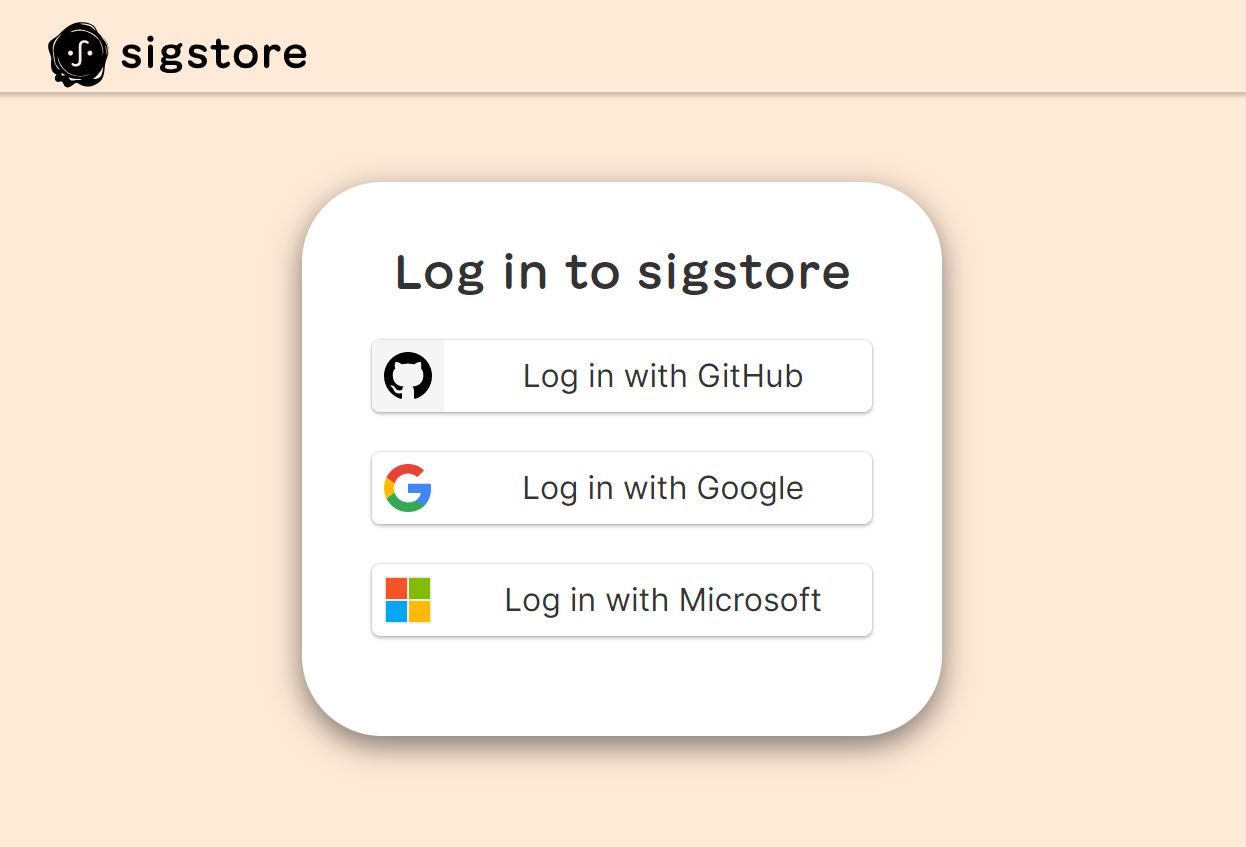 sigstore
Log in to sigstore
Log in with GitHub
Log in with Google
Log in with Microsoft